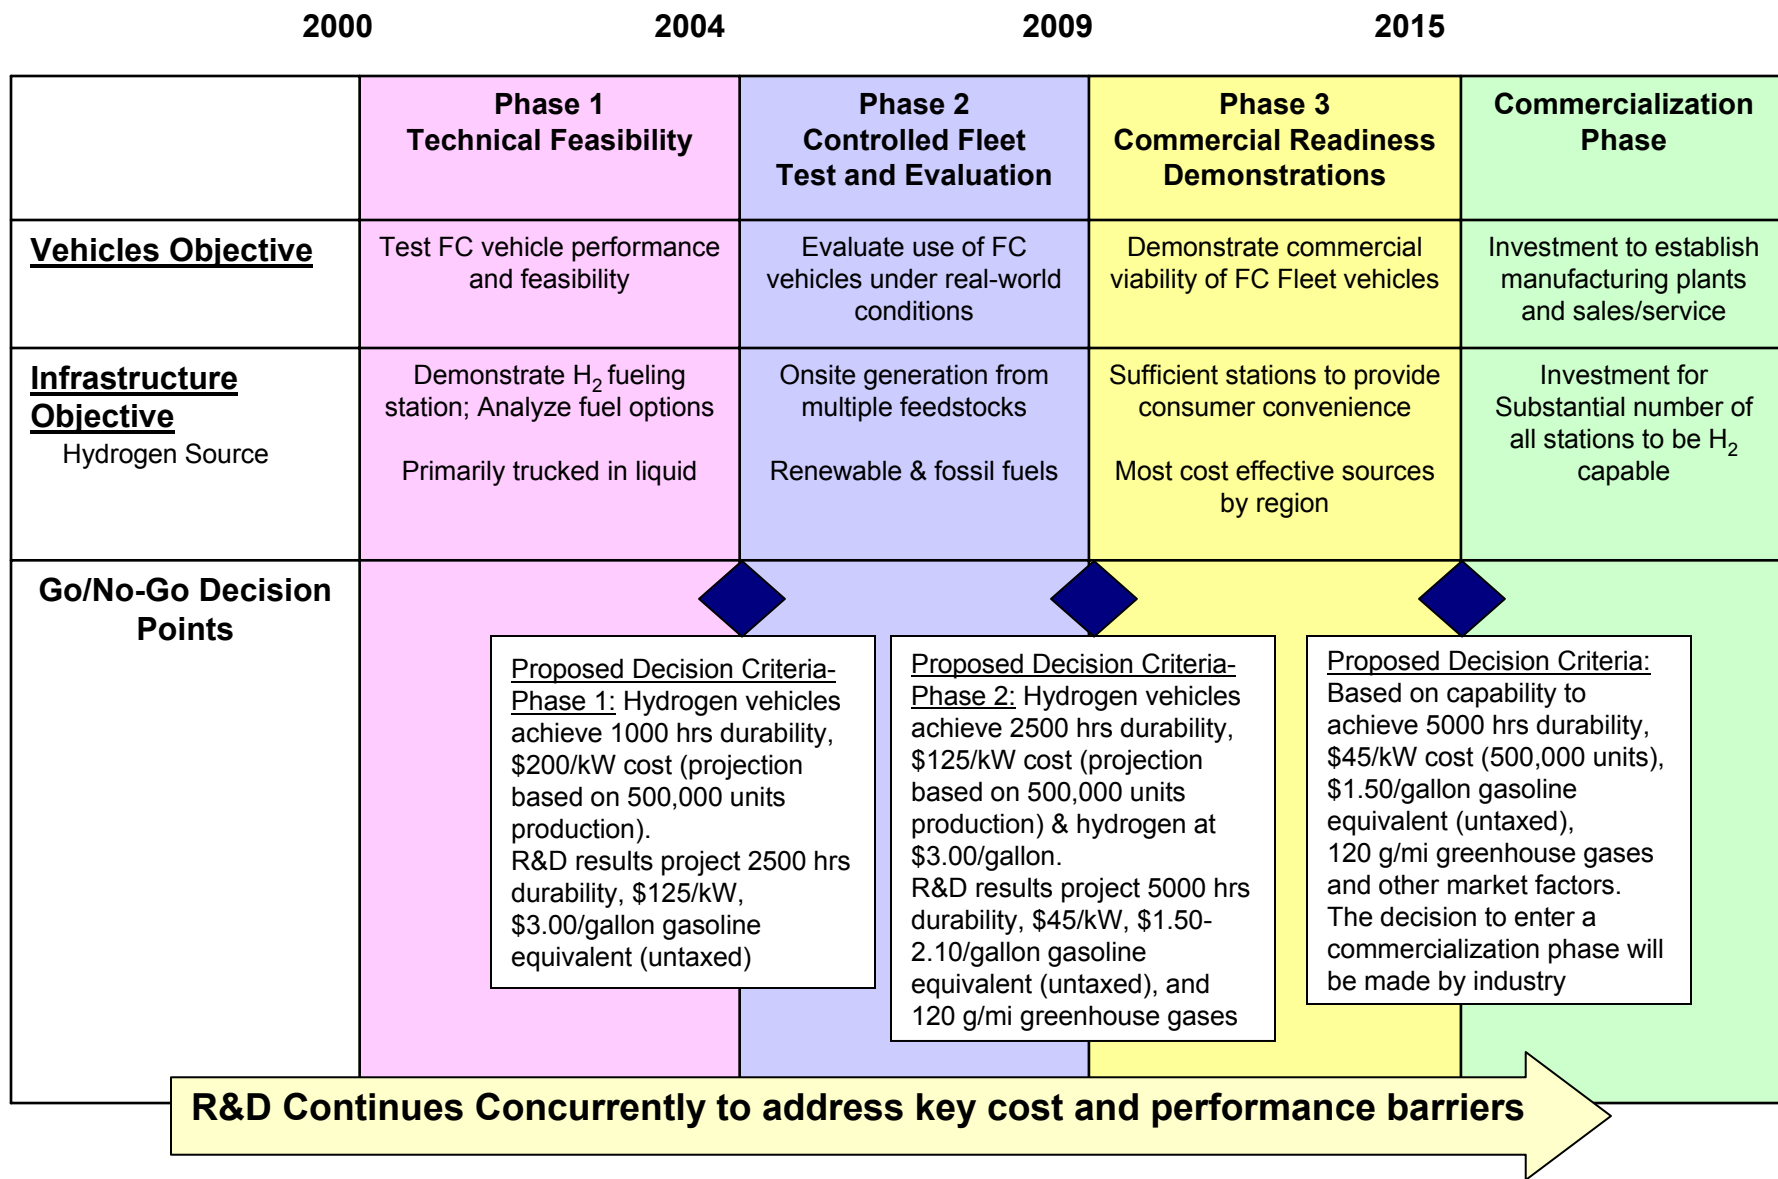 2000
2004
2009
2015
Phase 1
Technical Feasibility
Phase 2
Controlled Fleet
Test and Evaluation
Phase 3
Commercial Readiness
Demonstrations
Commercialization
Phase
Vehicles Objective
Test FC vehicle performance
and feasibility
Evaluate use of FC
vehicles under real-world
conditions
Demonstrate commercial
viability of FC Fleet vehicles
Investment to establish
manufacturing plants
and sales/service
Infrastructure
Objective
Hydrogen Source
Demonstrate H2 fueling
station; Analyze fuel options
Primarily trucked in liquid
Onsite generation from
multiple feedstocks
Renewable & fossil fuels
Sufficient stations to provide
consumer convenience
Most cost effective sources
by region
Investment for
Substantial number of
all stations to be H2
capable
Go/No-Go Decision
Points
Proposed Decision Criteria-
Phase 1: Hydrogen vehicles
achieve 1000 hrs durability,
$200/kW cost (projection
based on 500,000 units
production).
R&D results project 2500 hrs
durability, $125/kW,
$3.00/gallon gasoline
equivalent (untaxed)
Proposed Decision Criteria-
Phase 2: Hydrogen vehicles
achieve 2500 hrs durability,
$125/kW cost (projection
based on 500,000 units
production) & hydrogen at
$3.00/gallon.
R&D results project 5000 hrs
durability, $45/kW, $1.50-
2.10/gallon gasoline
equivalent (untaxed), and
120 g/mi greenhouse gases
Proposed Decision Criteria:
Based on capability to
achieve 5000 hrs durability,
$45/kW cost (500,000 units),
$1.50/gallon gasoline
equivalent (untaxed),
120 g/mi greenhouse gases
and other market factors.
The decision to enter a
commercialization phase will
be made by industry
R&D Continues Concurrently to address key cost and performance barriers